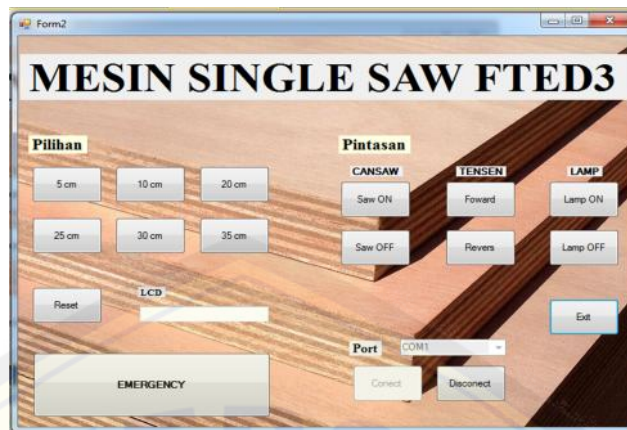 Form2
MESIN SINGLE SAW FTED3
Pilihan
Pintasan
CANSAW TENSEN LAMP
5 cm 10 cm 20 cm Saw ON Foward Lamp ON
25 cm 30 cm 35 cm Saw OFF Revers Lamp OFF
Reset LCD Exit
Port COM1
EMERGENCY Conect Disconect